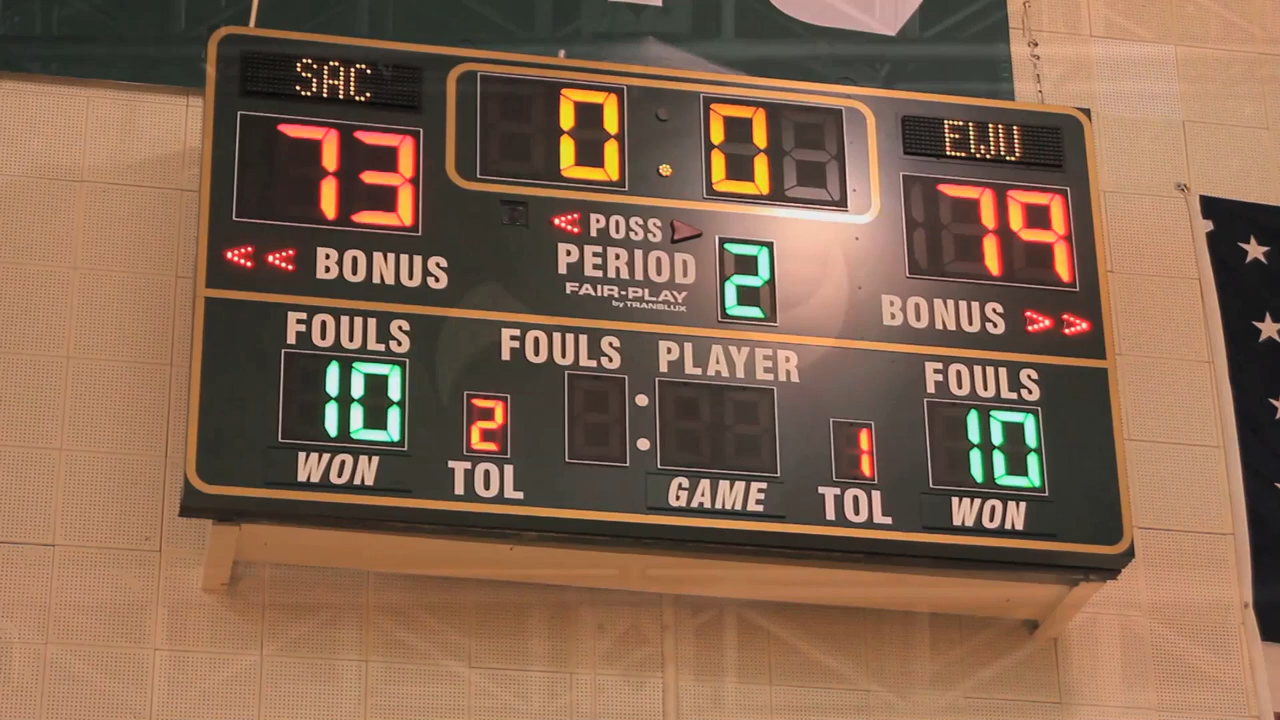 SAC
0.0
EWU
73
79
POSS
PERIOD 2
FAIR-PLAY
by TRANSLUX
BONUS
BONUS
FOULS
FOULS
PLAYER
FOULS
10
2
:
1
10
WON
TOL
GAME
TOL
WON